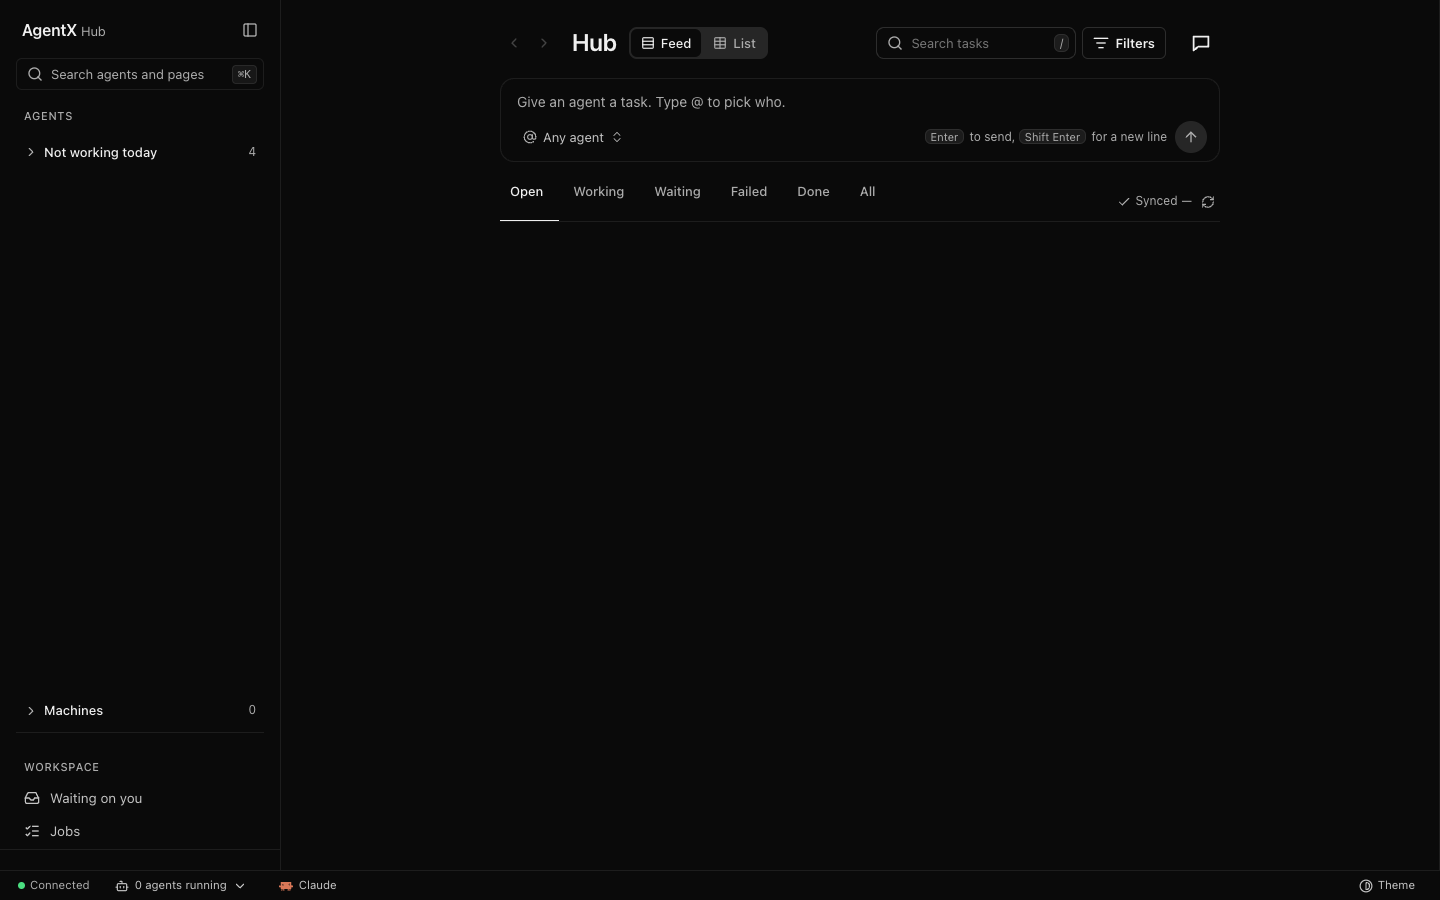 AgentX Hub
Search agents and pages ⌘K
AGENTS
Not working today 4
Machines 0
WORKSPACE
Waiting on you
Jobs
Hub Feed List Search tasks / Filters
Give an agent a task. Type @ to pick who.
Any agent Enter to send, Shift Enter for a new line
Open Working Waiting Failed Done All
Synced —
Connected 0 agents running Claude Theme